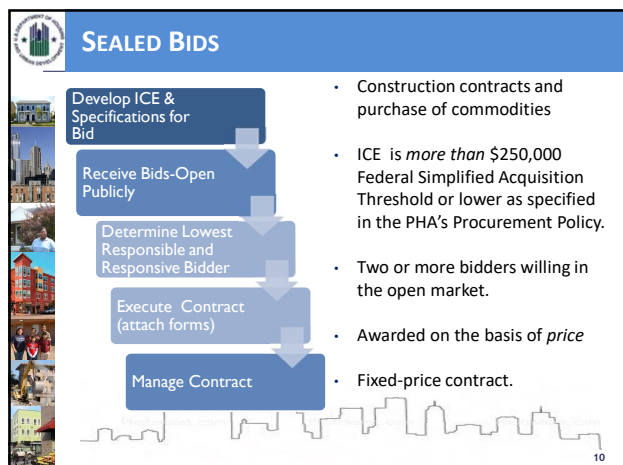 SEALED BIDS
Develop ICE &
Specifications for
Bid
Receive Bids-Open
Publicly
Determine Lowest
Responsible and
Responsive Bidder
Execute Contract
(attach forms)
Manage Contract
• Construction contracts and
purchase of commodities
• ICE is more than $250,000
Federal Simplified Acquisition
Threshold or lower as specified
in the PHA's Procurement Policy.
• Two or more bidders willing in
the open market.
• Awarded on the basis of price
• Fixed-price contract.
10